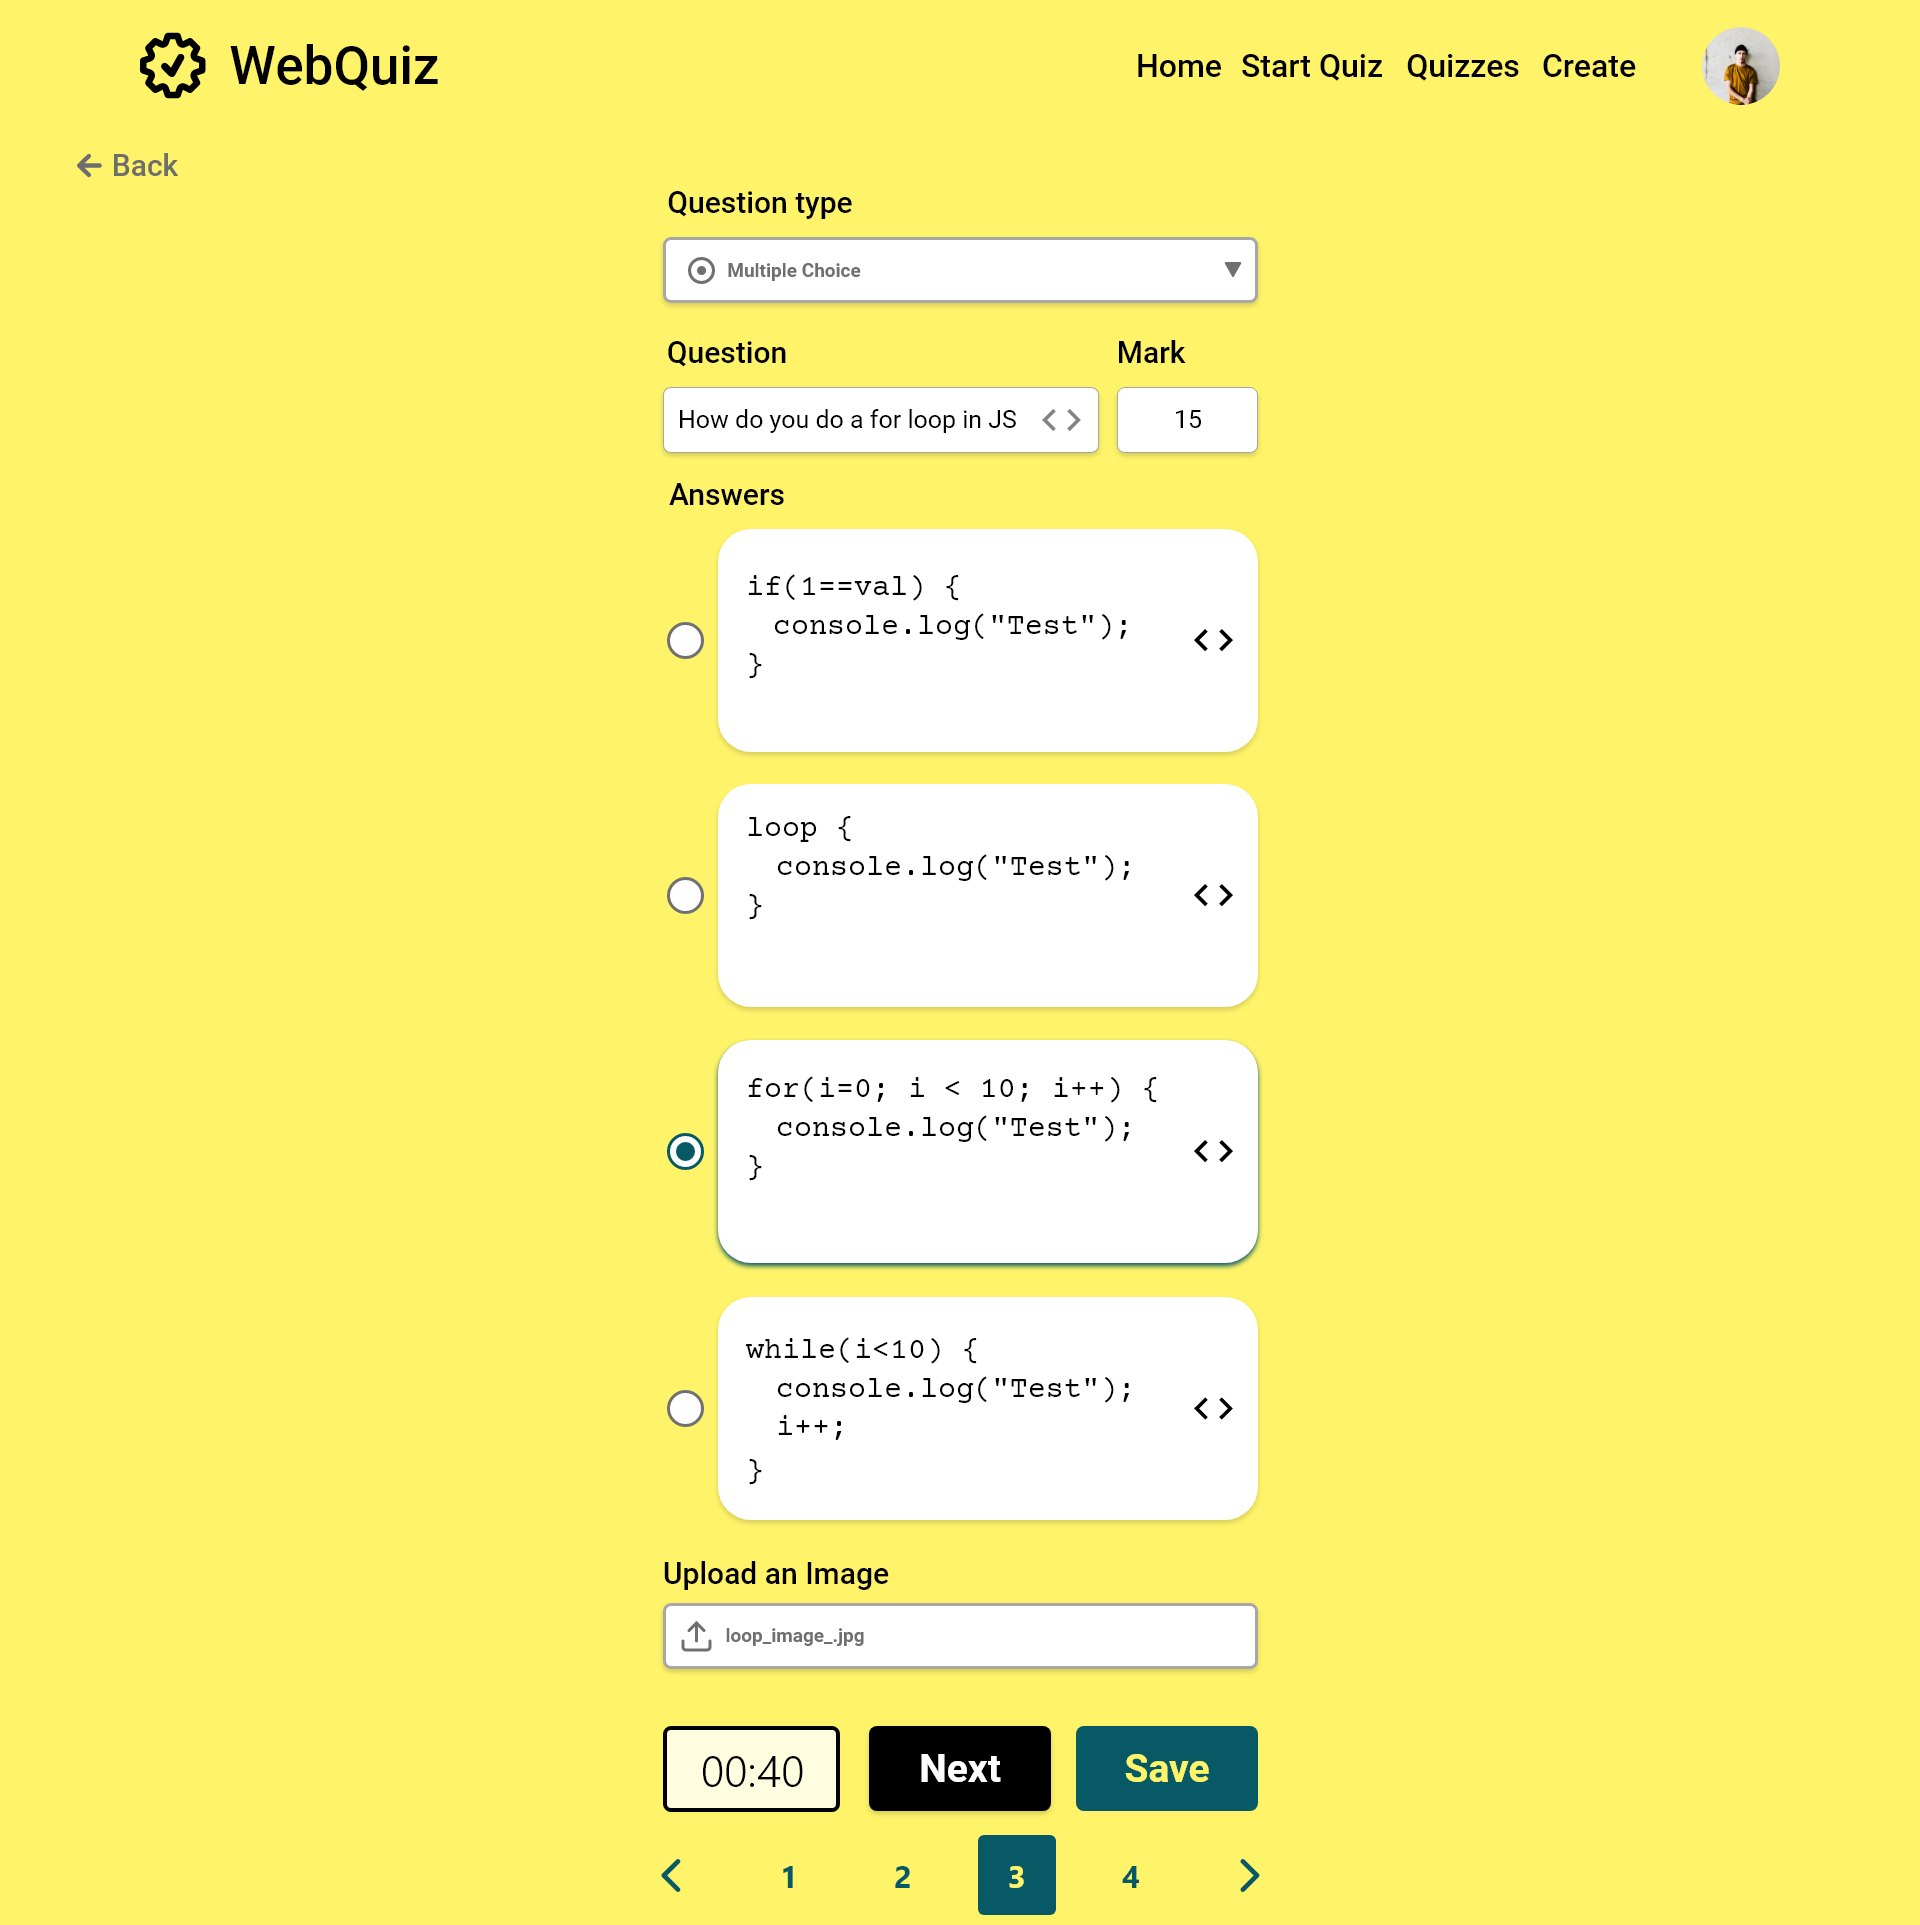 WebQuiz
Home Start Quiz Quizzes Create
Back
Question type
Multiple Choice
Question Mark
How do you do a for loop in JS < > 15
Answers
if(1==val) {
console.log("Test");
}
< >
loop {
console.log("Test");
}
< >
for(i=0; i < 10; i++) {
console.log("Test");
}
< >
while(i<10) {
console.log("Test");
i++;
}
< >
Upload an Image
loop_image_.jpg
00:40 Next Save
< 1 2 3 4 >